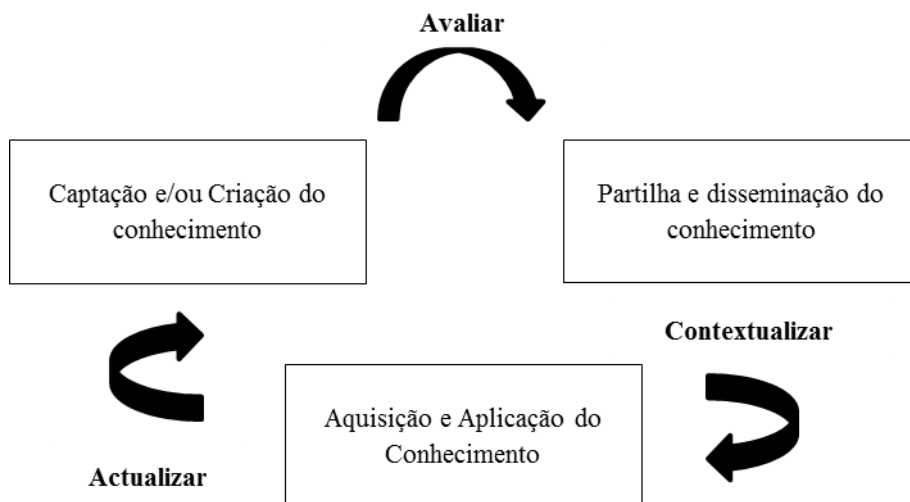 Avaliar
Captação e/ou Criação do
conhecimento
Partilha e disseminação do
conhecimento
Contextualizar
Aquisição e Aplicação do
Conhecimento
Actualizar